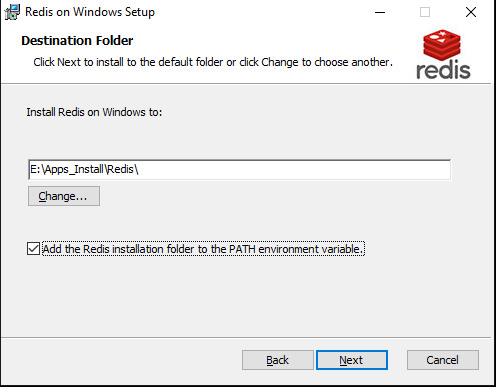 Redis on Windows Setup
Destination Folder
Click Next to install to the default folder or click Change to choose another.
redis
Install Redis on Windows to:
E:\Apps_Install\Redis\
Change...
Add the Redis installation folder to the PATH environment variable.
Back
Next
Cancel